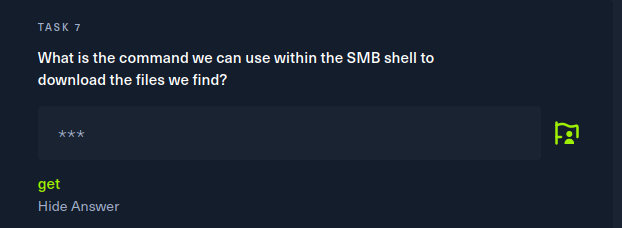 TASK 7
What is the command we can use within the SMB shell to
download the files we find?
***
get
Hide Answer